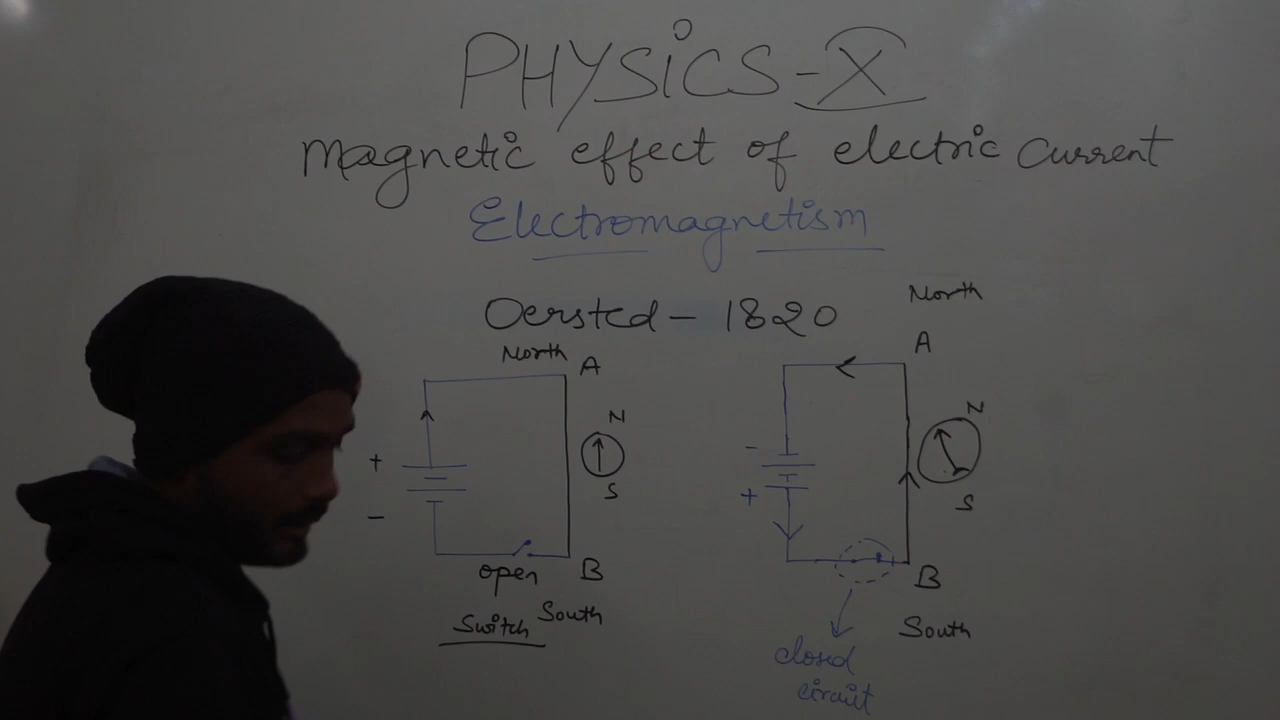 PHYSiCS-X
Magnetic effect of electric Current
Electromagnetism
Oersted - 1820
North A
N
+
S
-
open B
Switch South
North
A
N
-
+
S
B
South
closed
circuit